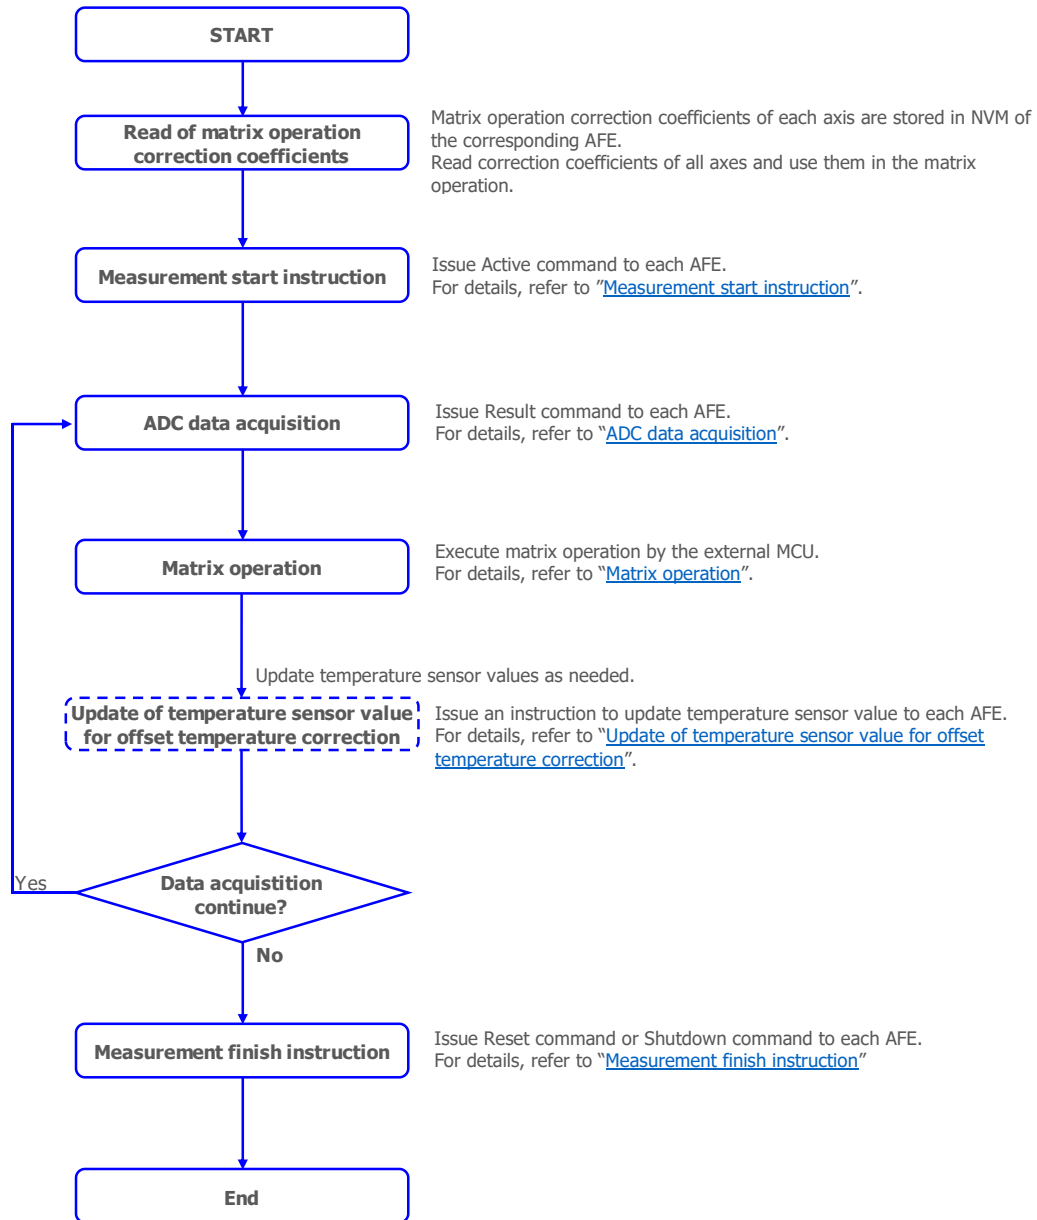 START
Read of matrix operation
correction coefficients
Matrix operation correction coefficients of each axis are stored in NVM of
the corresponding AFE.
Read correction coefficients of all axes and use them in the matrix
operation.
Measurement start instruction
Issue Active command to each AFE.
For details, refer to ”Measurement start instruction”.
ADC data acquisition
Issue Result command to each AFE.
For details, refer to “ADC data acquisition”.
Matrix operation
Execute matrix operation by the external MCU.
For details, refer to “Matrix operation”.
Update temperature sensor values as needed.
Update of temperature sensor value
for offset temperature correction
Issue an instruction to update temperature sensor value to each AFE.
For details, refer to “Update of temperature sensor value for offset
temperature correction”.
Yes
Data acquistition
continue?
No
Measurement finish instruction
Issue Reset command or Shutdown command to each AFE.
For details, refer to “Measurement finish instruction”
End